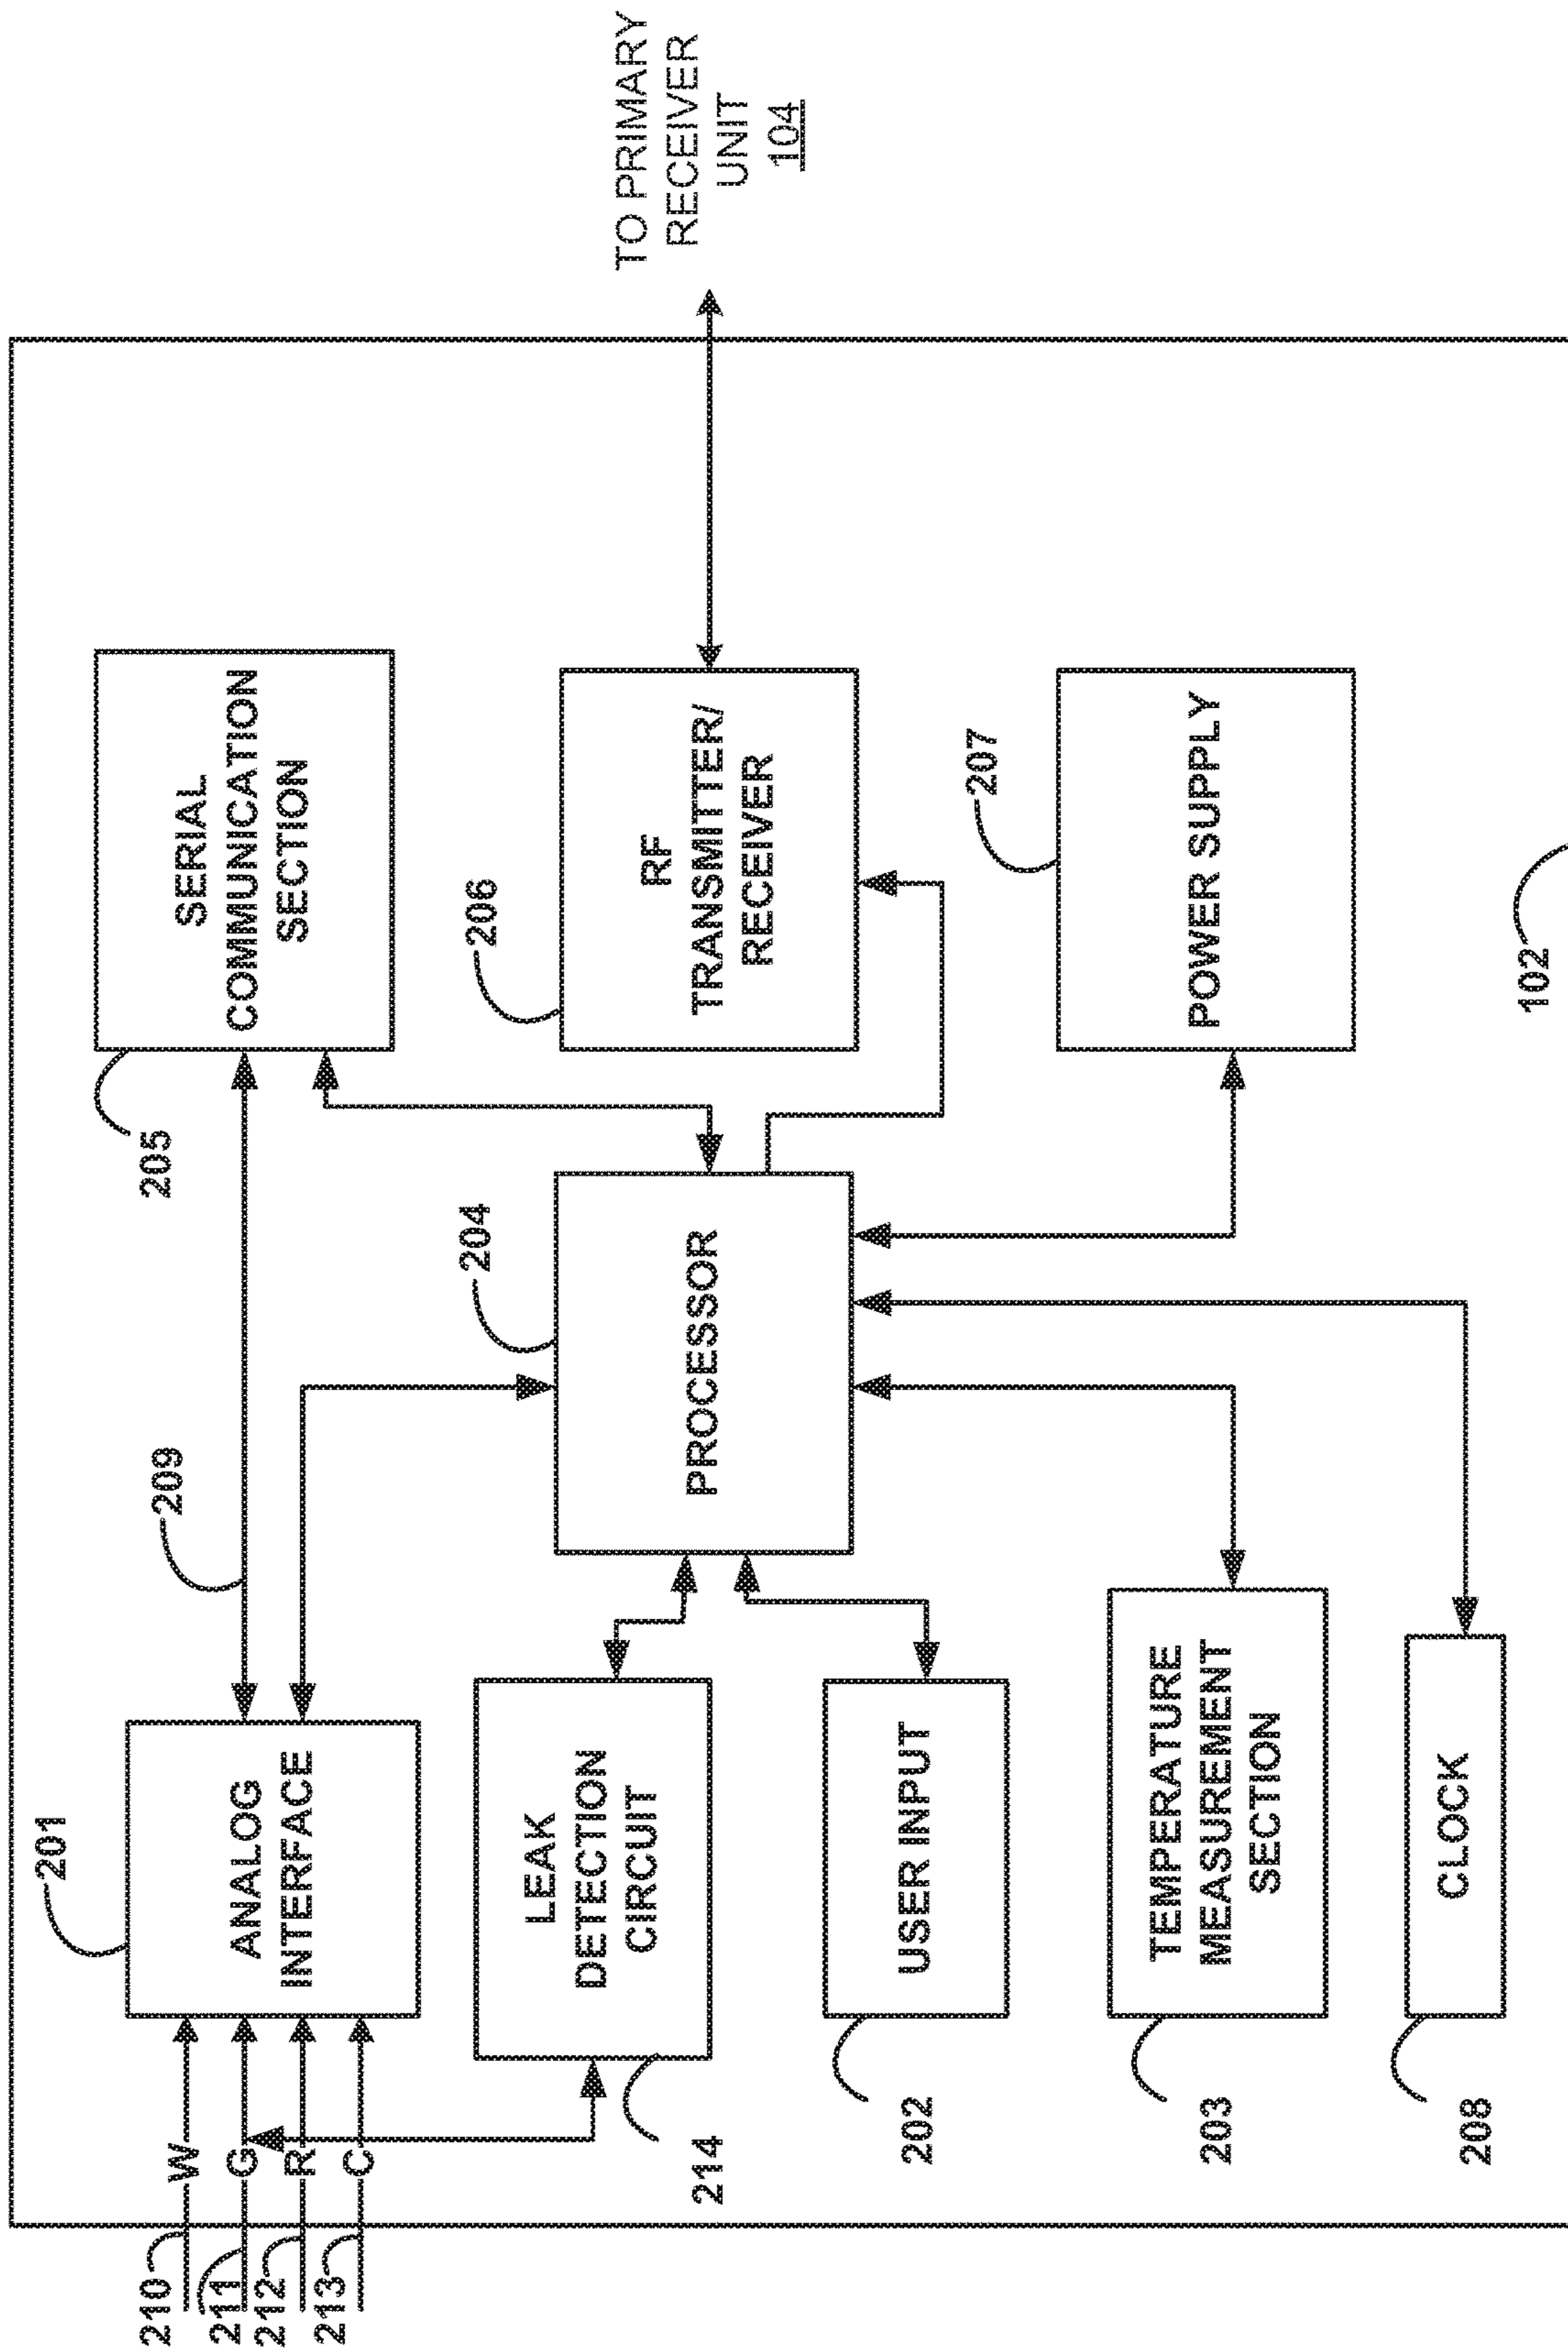 210
W
211
G
212
R
213
C
201
ANALOG
INTERFACE
209
205
SERIAL
COMMUNICATION
SECTION
214
LEAK
DETECTION
CIRCUIT
204
PROCESSOR
206
RF
TRANSMITTER/
RECEIVER
TO PRIMARY
RECEIVER
UNIT
104
202
USER INPUT
203
TEMPERATURE
MEASUREMENT
SECTION
207
POWER SUPPLY
208
CLOCK
102